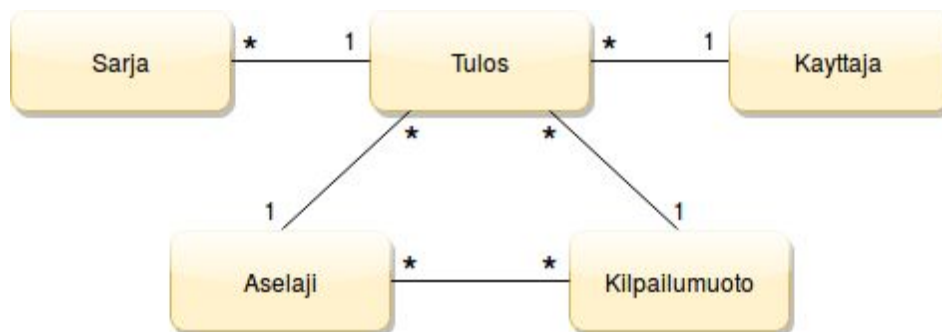 * 1 * 1
Sarja Tulos Kayttaja
* *
1 1
* *
Aselaji Kilpailumuoto